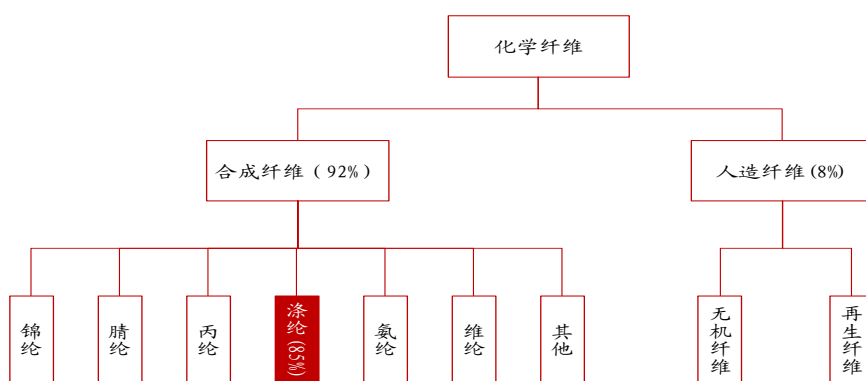 化学纤维
合成纤维（92%）
人造纤维(8%)
锦纶
腈纶
丙纶
涤纶(85%)
氨纶
维纶
其他
无机纤维
再生纤维